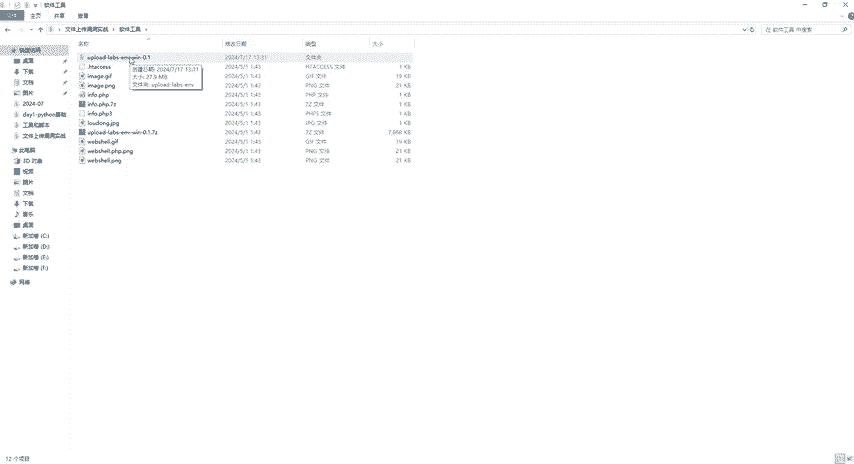 软件工具
文件 主页 共享 查看
文件上传漏洞实战 › 软件工具 ›
在 软件工具 中搜索
名称 修改日期 类型 大小
快速访问
桌面
下载
文档
图片
2024-07
day1-python基础
工具和脚本
文件上传漏洞实战
此电脑
3D 对象
视频
图片
文档
下载
音乐
桌面
新加卷 (C:)
新加卷 (D:)
新加卷 (E:)
新加卷 (F:)
网络
upload-labs-env-win-0.1 2024/7/17 13:31 文件夹
.htaccess 2024/5/1 1:43 HTACCESS 文件 1 KB
image.gif 2024/5/1 1:43 GIF 文件 19 KB
image.png 2024/5/1 1:43 PNG 文件 21 KB
info.php 2024/5/1 1:43 PHP 文件 1 KB
info.php.7z 2024/5/1 1:43 7Z 文件 1 KB
info.php3 2024/5/1 1:43 PHP3 文件 1 KB
loudong.jpg 2024/5/1 1:43 JPG 文件 1 KB
upload-labs-env-win-0.1.7z 2024/5/1 1:43 7Z 文件
webshell.gif 2024/5/1 1:43 GIF 文件 19 KB
webshell.php.png 2024/5/1 1:43 PNG 文件 21 KB
webshell.png 2024/5/1 1:43 PNG 文件 21 KB
创建日期: 2024/7/17 13:31
大小: 27.9 MB
文件夹: upload-labs-env
12 个项目